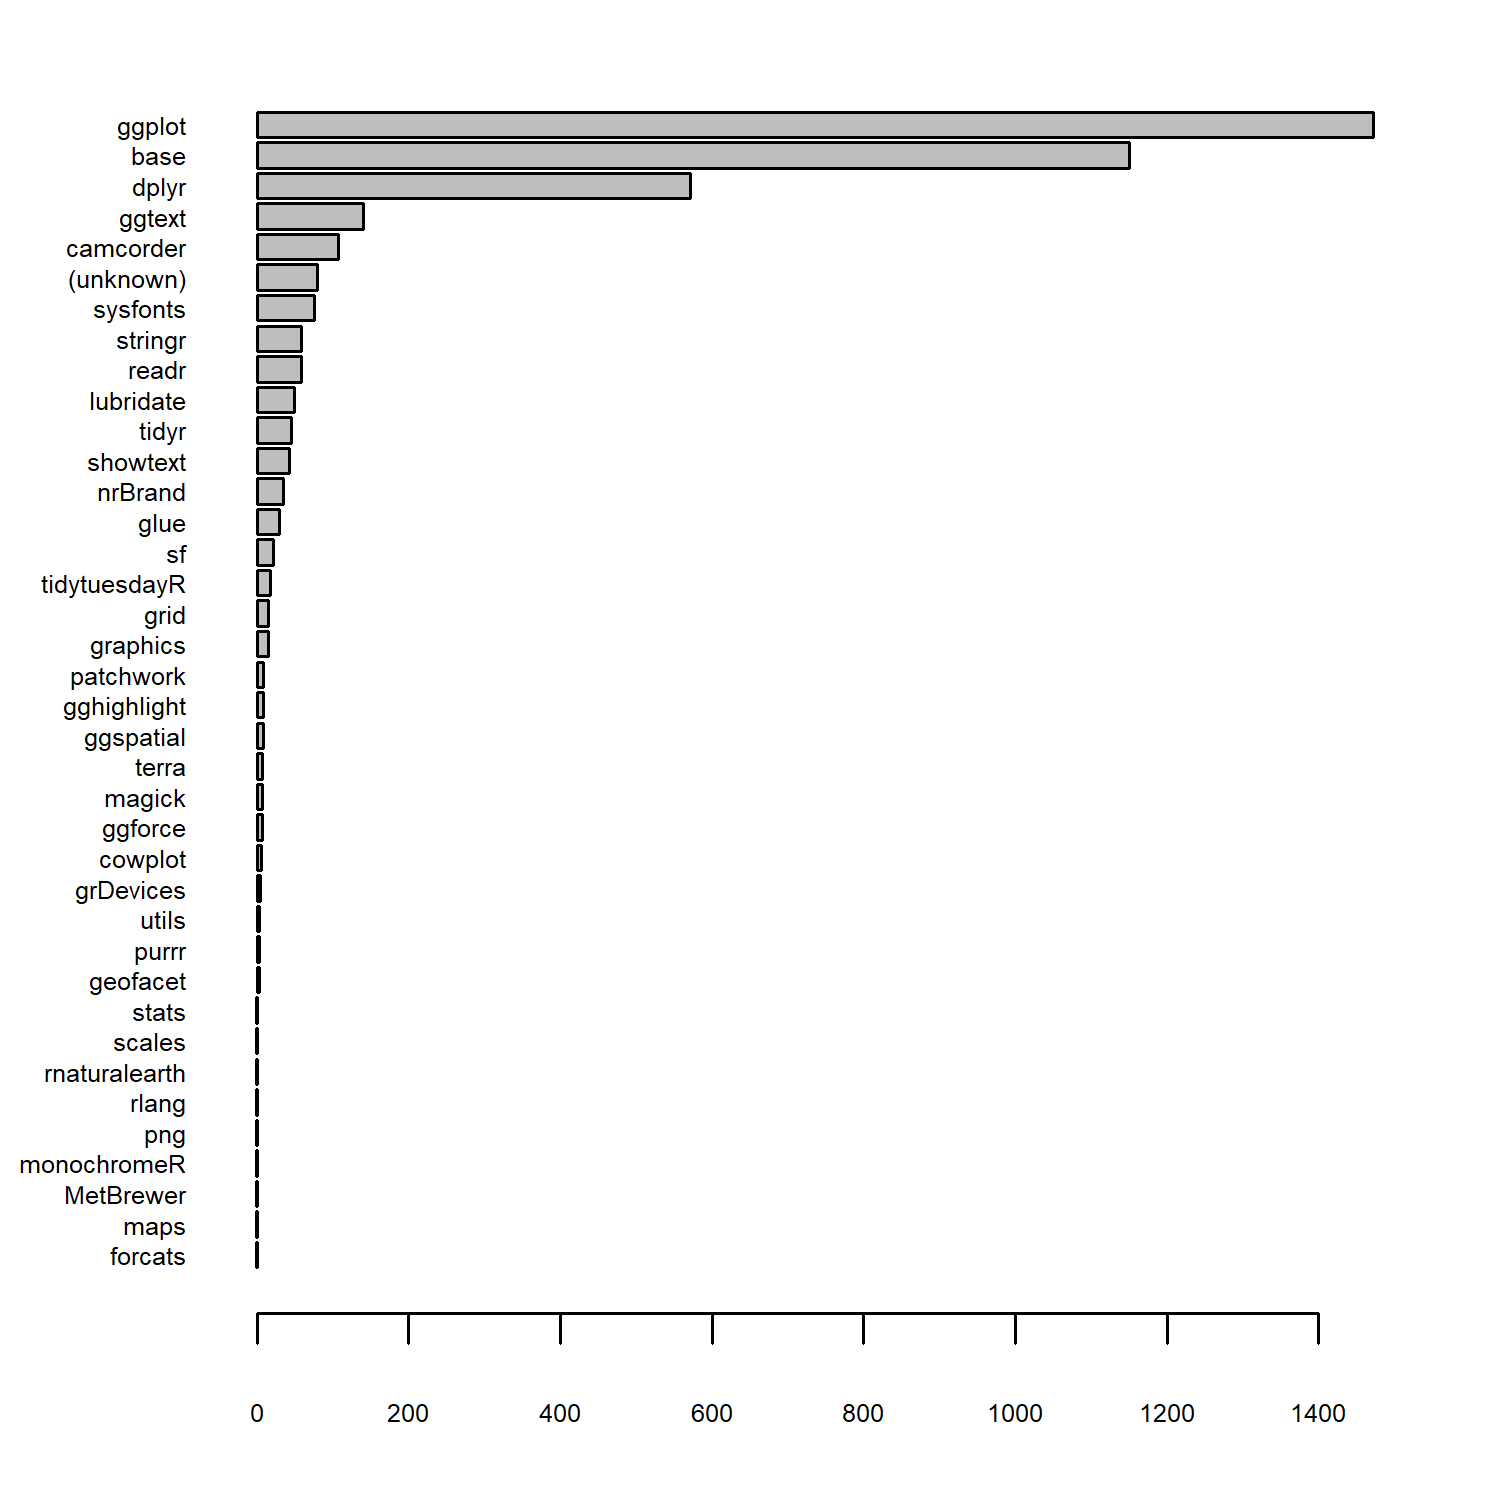 ggplot
base
dplyr
ggtext
camcorder
(unknown)
sysfonts
stringr
readr
lubridate
tidyr
showtext
nrBrand
glue
sf
tidytuesdayR
grid
graphics
patchwork
gghighlight
ggspatial
terra
magick
ggforce
cowplot
grDevices
utils
purrr
geofacet
stats
scales
rnaturalearth
rlang
png
monochromeR
MetBrewer
maps
forcats
0 200 400 600 800 1000 1200 1400